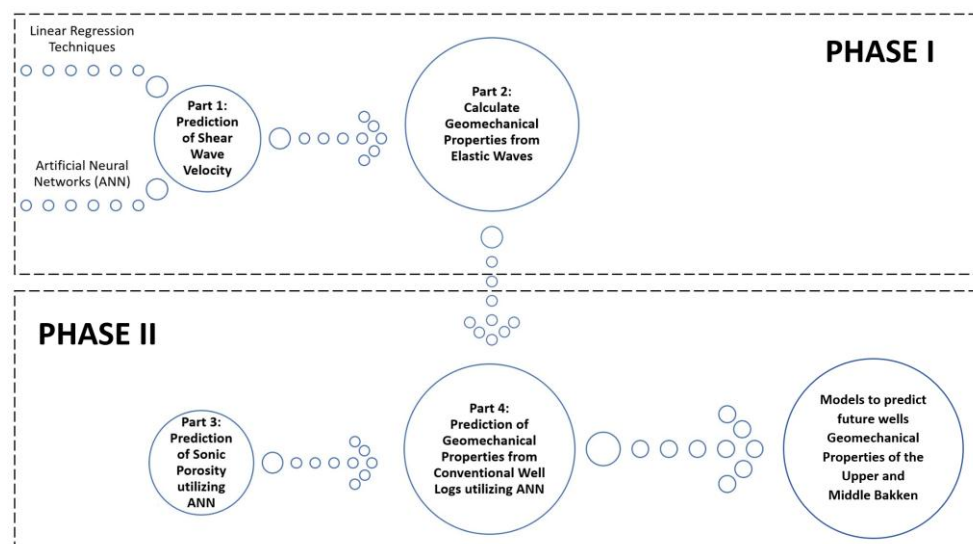 Linear Regression
Techniques
PHASE I
Part 1:
Prediction
of Shear
Wave
Velocity
Part 2:
Calculate
Geomechanical
Properties from
Elastic Waves
Artificial Neural
Networks (ANN)
PHASE II
Part 3:
Prediction
of Sonic
Porosity
utilizing
ANN
Part 4:
Prediction of
Geomechanical
Properties from
Conventional Well
Logs utilizing ANN
Models to predict
future wells
Geomechanical
Properties of the
Upper and
Middle Bakken